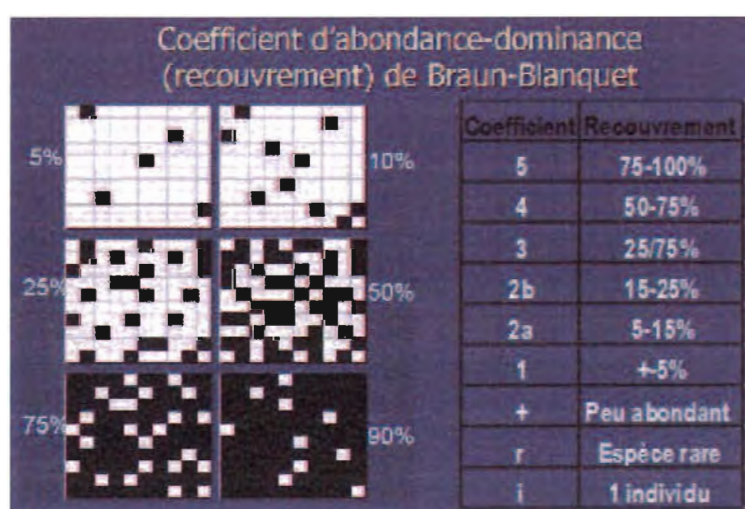 Coefficient d'abondance-dominance
(recouvrement) de Braun-Blanquet
5%
10%
25%
50%
75%
90%
Coefficient Recouvrement
5 75-100%
4 50-75%
3 25/75%
2b 15-25%
2a 5-15%
1 +-5%
+ Peu abondant
r Espèce rare
i 1 individu